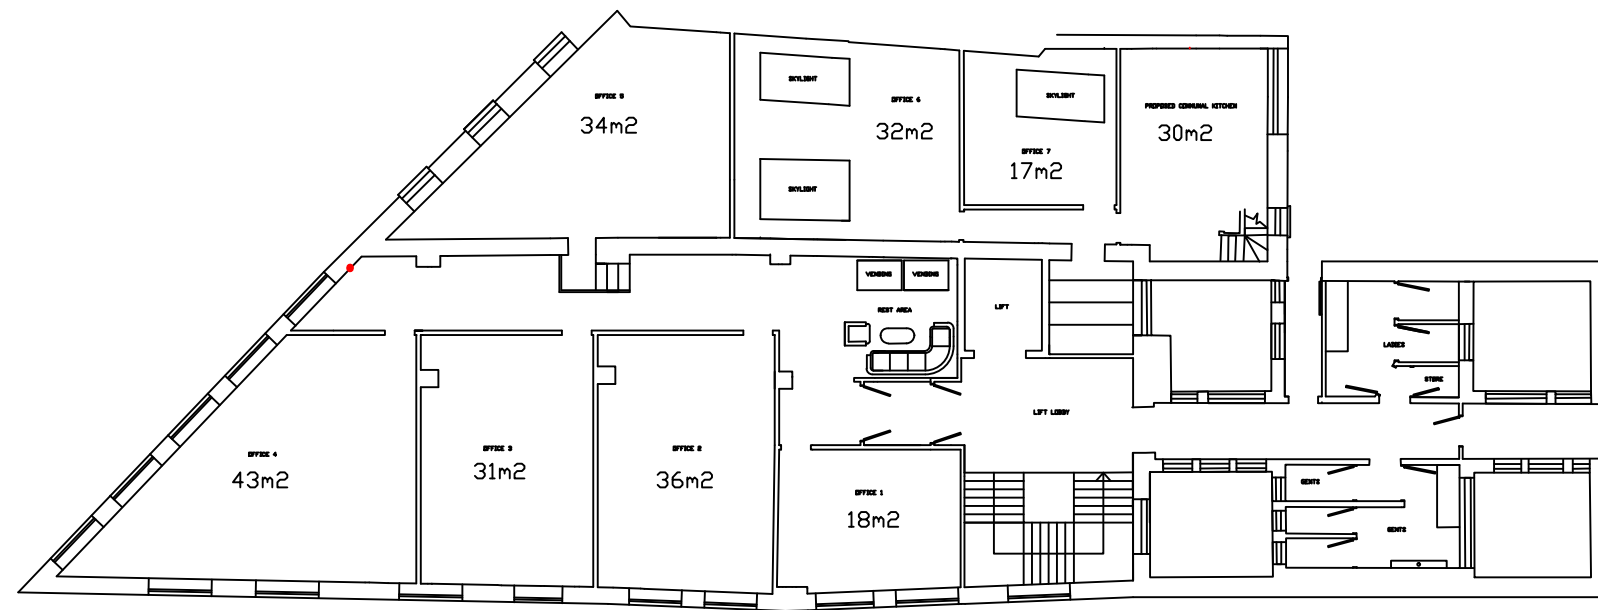 OFFICE 5
34m2
SKYLIGHT
OFFICE 6
32m2
SKYLIGHT
SKYLIGHT
OFFICE 7
17m2
PROPOSED COMMUNAL KITCHEN
30m2
VENDING
VENDING
REST AREA
LIFT
LADIES
STORE
LIFT LOBBY
OFFICE 4
43m2
OFFICE 3
31m2
OFFICE 2
36m2
OFFICE 1
18m2
GENTS
GENTS